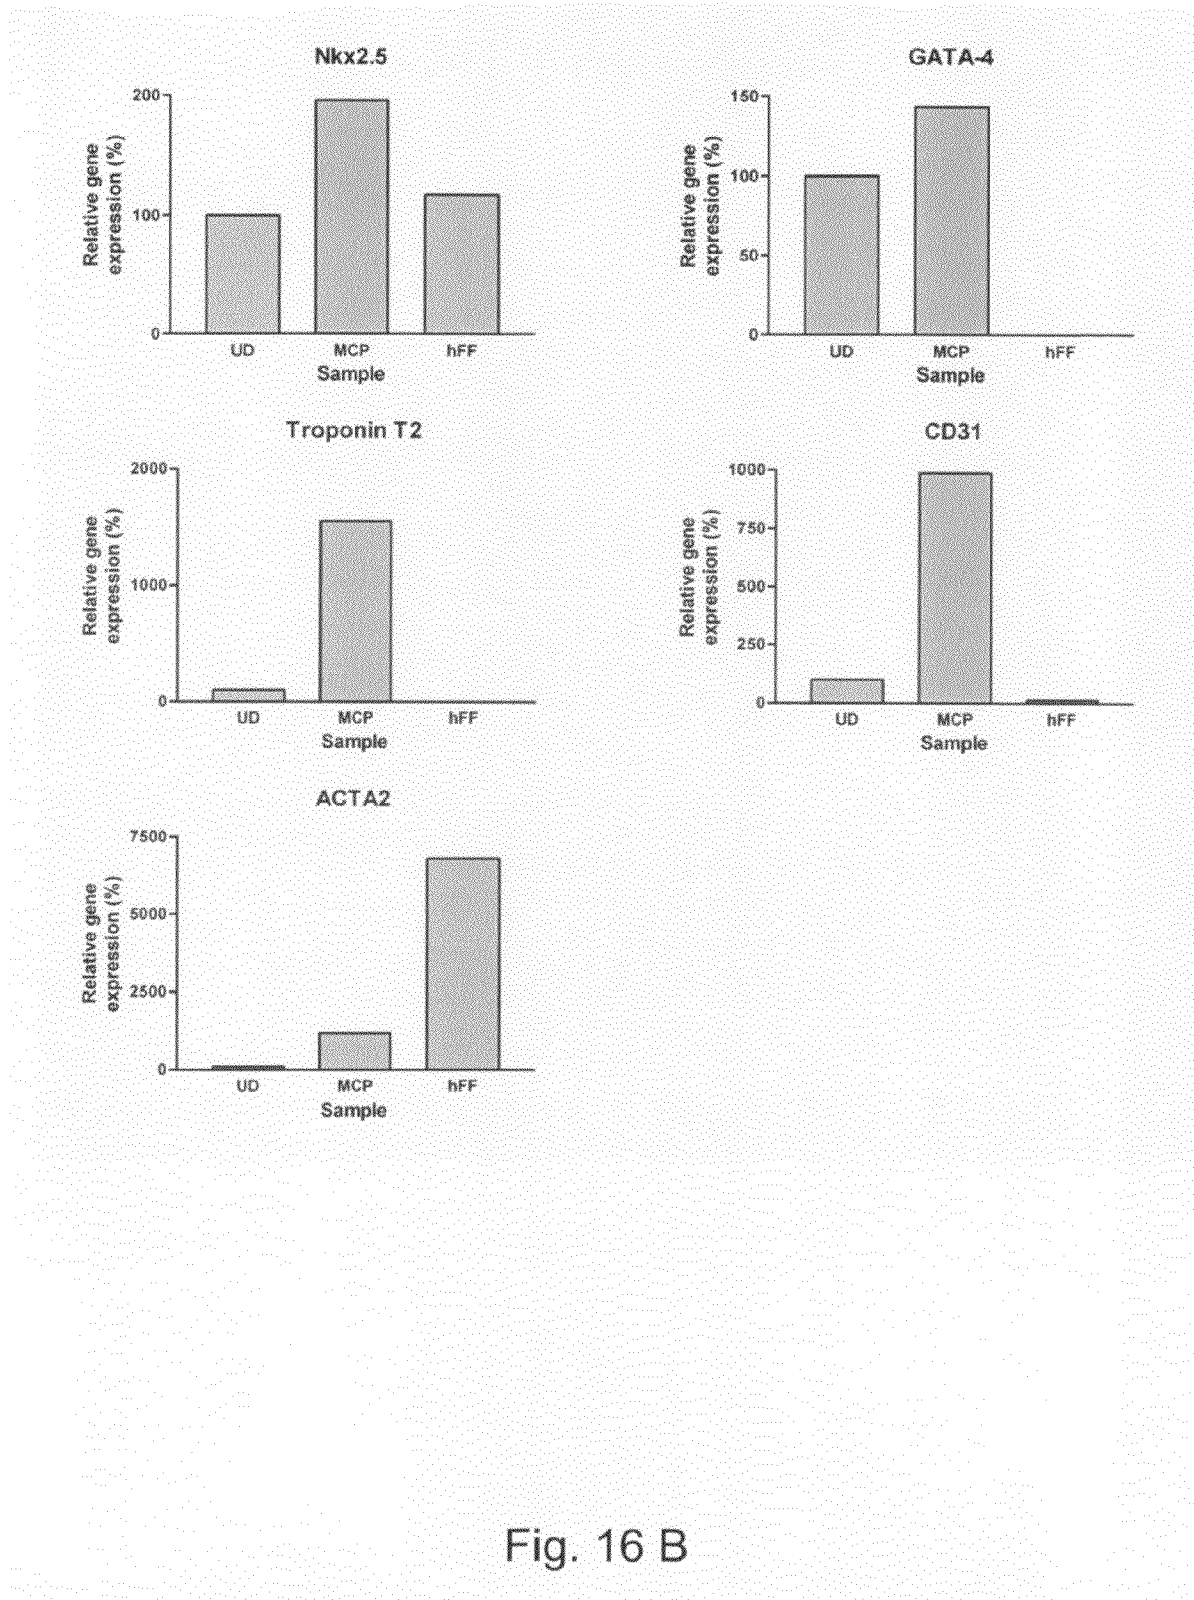 Nkx2.5
Relative gene
expression (%)
200
100
0
UD MCP hFF
Sample
GATA-4
Relative gene
expression (%)
150
100
50
0
UD MCP hFF
Sample
Troponin T2
Relative gene
expression (%)
2000
1000
0
UD MCP hFF
Sample
CD31
Relative gene
expression (%)
1000
750
500
250
0
UD MCP hFF
Sample
ACTA2
Relative gene
expression (%)
7500
5000
2500
0
UD MCP hFF
Sample
Fig. 16 B